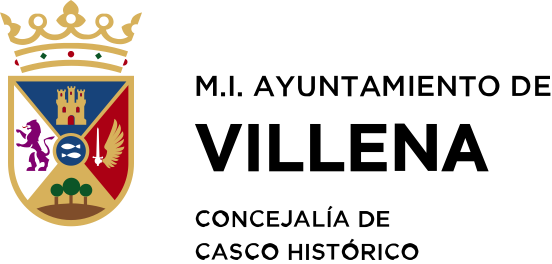 M.I. AYUNTAMIENTO DE
VILLENA
CONCEJALÍA DE
CASCO HISTÓRICO